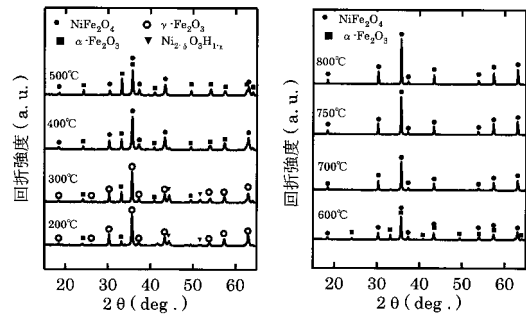 ● NiFe₂O₄ ○ γ-Fe₂O₃
■ α-Fe₂O₃ ▼ Ni₂₋δO₃H₁₋ₓ
500℃
400℃
300℃
200℃
回折強度(a.u.)
20 30 40 50 60
2θ(deg.)
● NiFe₂O₄
■ α-Fe₂O₃
800℃
750℃
700℃
600℃
回折強度(a.u.)
20 30 40 50 60
2θ(deg.)